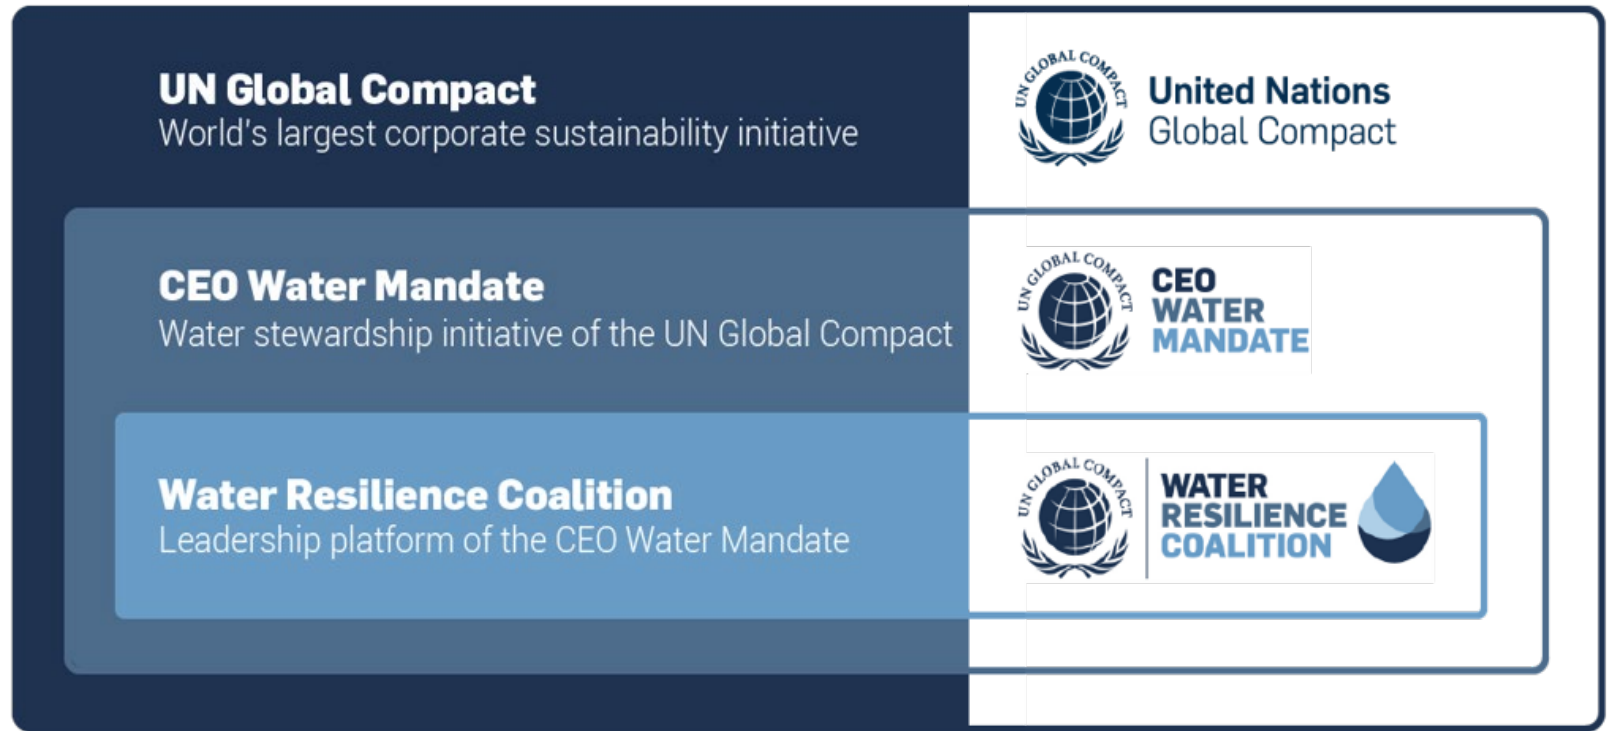 UN Global Compact
World's largest corporate sustainability initiative
UN GLOBAL COMPACT
United Nations
Global Compact
CEO Water Mandate
Water stewardship initiative of the UN Global Compact
UN GLOBAL COMPACT
CEO
WATER
MANDATE
Water Resilience Coalition
Leadership platform of the CEO Water Mandate
UN GLOBAL COMPACT
WATER
RESILIENCE
COALITION